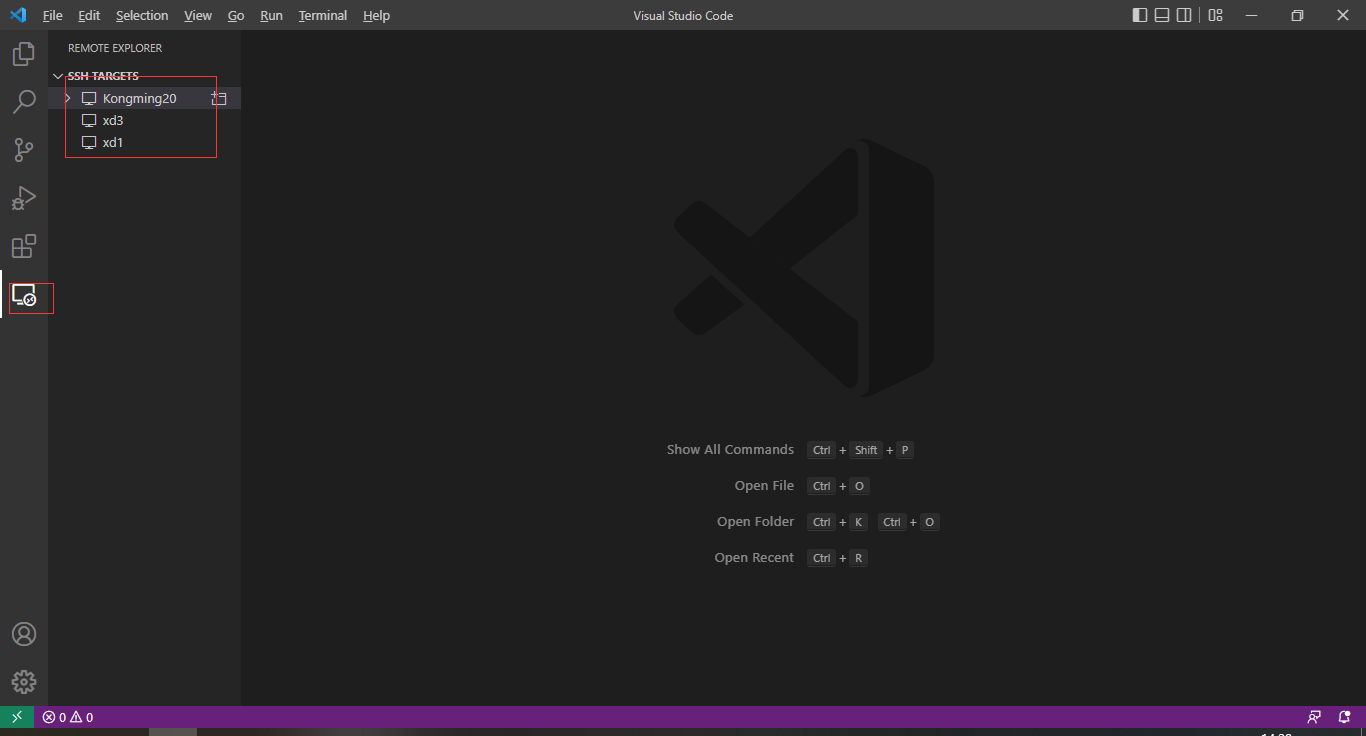 File Edit Selection View Go Run Terminal Help Visual Studio Code
REMOTE EXPLORER
SSH TARGETS
Kongming20
xd3
xd1
Show All Commands Ctrl + Shift + P
Open File Ctrl + O
Open Folder Ctrl + K Ctrl + O
Open Recent Ctrl + R
0 0